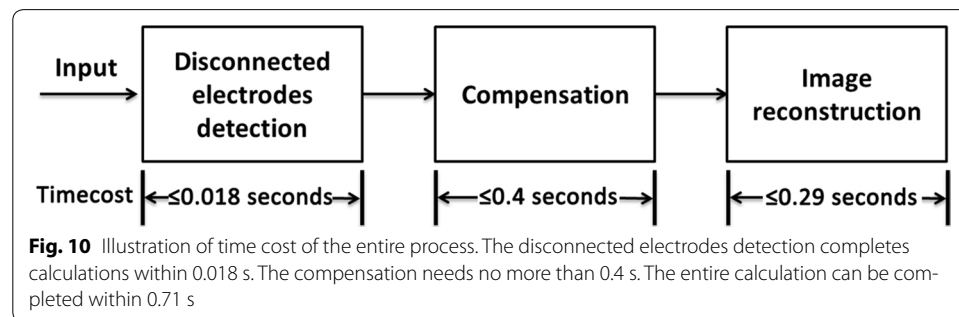 Input
Disconnected
electrodes
detection
Compensation
Image
reconstruction
Timecost
≤0.018 seconds
≤0.4 seconds
≤0.29 seconds
Fig. 10 Illustration of time cost of the entire process. The disconnected electrodes detection completes
calculations within 0.018 s. The compensation needs no more than 0.4 s. The entire calculation can be com-
pleted within 0.71 s